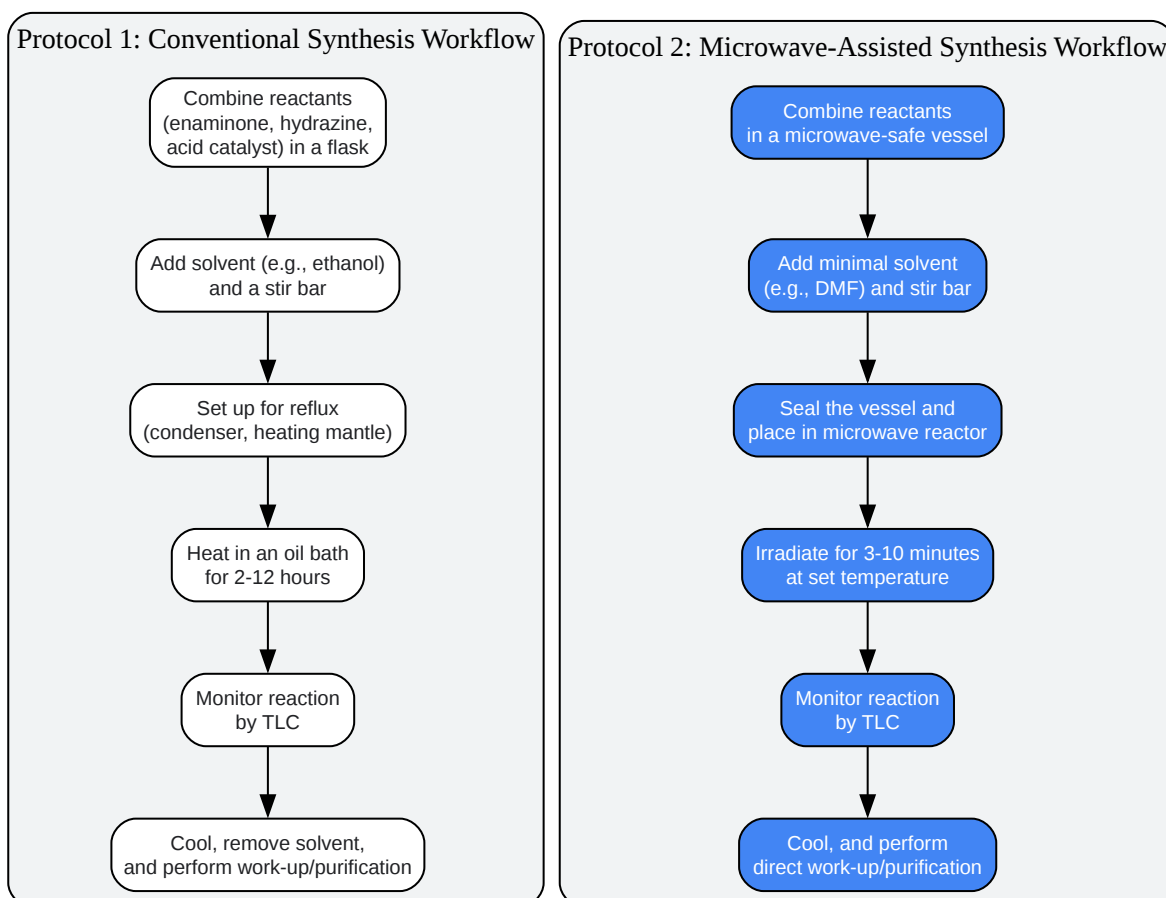 Protocol 1: Conventional Synthesis Workflow
Combine reactants
(enaminone, hydrazine,
acid catalyst) in a flask
Add solvent (e.g., ethanol)
and a stir bar
Set up for reflux
(condenser, heating mantle)
Heat in an oil bath
for 2-12 hours
Monitor reaction
by TLC
Cool, remove solvent,
and perform work-up/purification
Protocol 2: Microwave-Assisted Synthesis Workflow
Combine reactants
in a microwave-safe vessel
Add minimal solvent
(e.g., DMF) and stir bar
Seal the vessel and
place in microwave reactor
Irradiate for 3-10 minutes
at set temperature
Monitor reaction
by TLC
Cool, and perform
direct work-up/purification